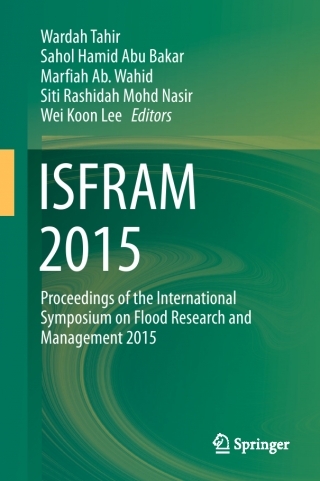 Wardah Tahir
Sahol Hamid Abu Bakar
Marfiah Ab. Wahid
Siti Rashidah Mohd Nasir
Wei Koon Lee Editors
ISFRAM
2015
Proceedings of the International
Symposium on Flood Research and
Management 2015
Springer